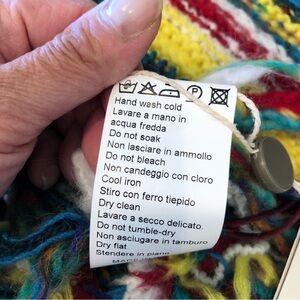 Hand wash cold
Lavare a mano in
acqua fredda
Do not soak
Non lasciare in ammollo
Do not bleach
Non candeggio con cloro
Cool iron
Stiro con ferro tiepido
Dry clean
Lavare a secco delicato.
Do not tumble-dry
Non asciugare in tamburo
Dry flat
Stendere in piano